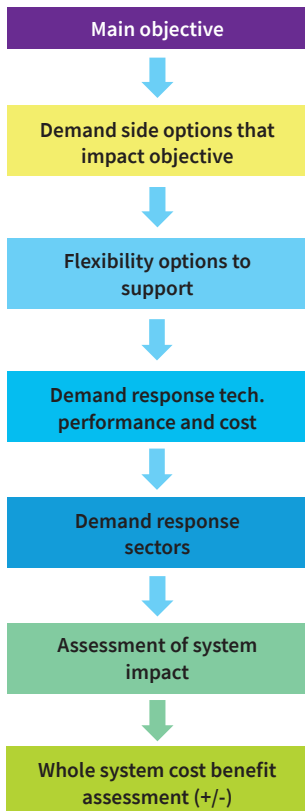 Main objective
Demand side options that
impact objective
Flexibility options to
support
Demand response tech.
performance and cost
Demand response
sectors
Assessment of system
impact
Whole system cost benefit
assessment (+/-)